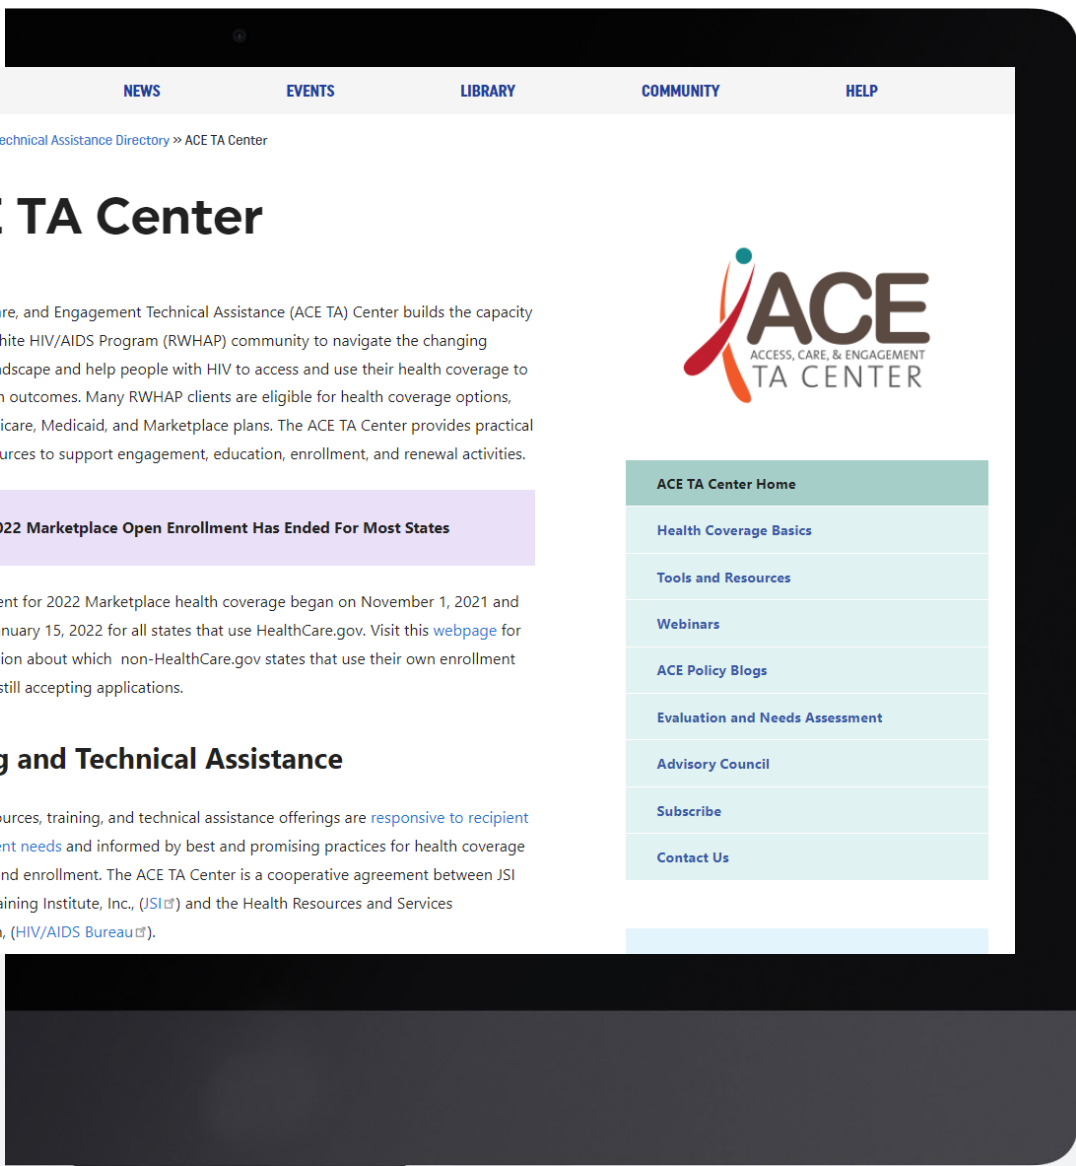 NEWS EVENTS LIBRARY COMMUNITY HELP
echnical Assistance Directory » ACE TA Center
TA Center
re, and Engagement Technical Assistance (ACE TA) Center builds the capacity
hite HIV/AIDS Program (RWHAP) community to navigate the changing
ndscape and help people with HIV to access and use their health coverage to
h outcomes. Many RWHAP clients are eligible for health coverage options,
icare, Medicaid, and Marketplace plans. The ACE TA Center provides practical
urces to support engagement, education, enrollment, and renewal activities.
022 Marketplace Open Enrollment Has Ended For Most States
ent for 2022 Marketplace health coverage began on November 1, 2021 and
nuary 15, 2022 for all states that use HealthCare.gov. Visit this webpage for
tion about which non-HealthCare.gov states that use their own enrollment
still accepting applications.
g and Technical Assistance
ources, training, and technical assistance offerings are responsive to recipient
ent needs and informed by best and promising practices for health coverage
nd enrollment. The ACE TA Center is a cooperative agreement between JSI
aining Institute, Inc., (JSI) and the Health Resources and Services
n, (HIV/AIDS Bureau).
ACE
ACCESS, CARE, & ENGAGEMENT
TA CENTER
ACE TA Center Home
Health Coverage Basics
Tools and Resources
Webinars
ACE Policy Blogs
Evaluation and Needs Assessment
Advisory Council
Subscribe
Contact Us